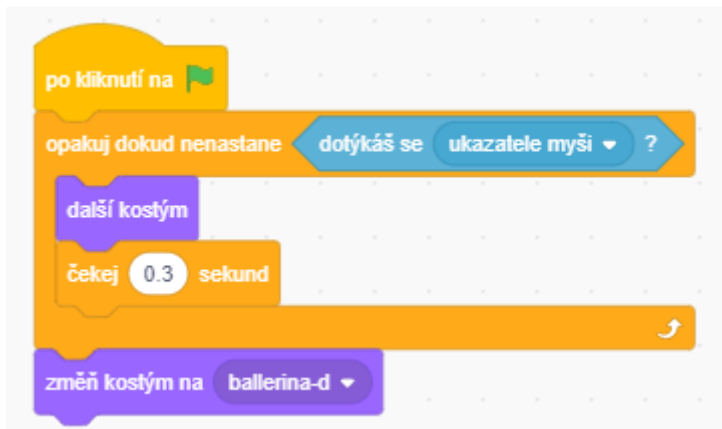 po kliknutí na
opakuj dokud nenastane dotýkáš se ukazatele myši ?
další kostým
čekej 0.3 sekund
změň kostým na ballerina-d